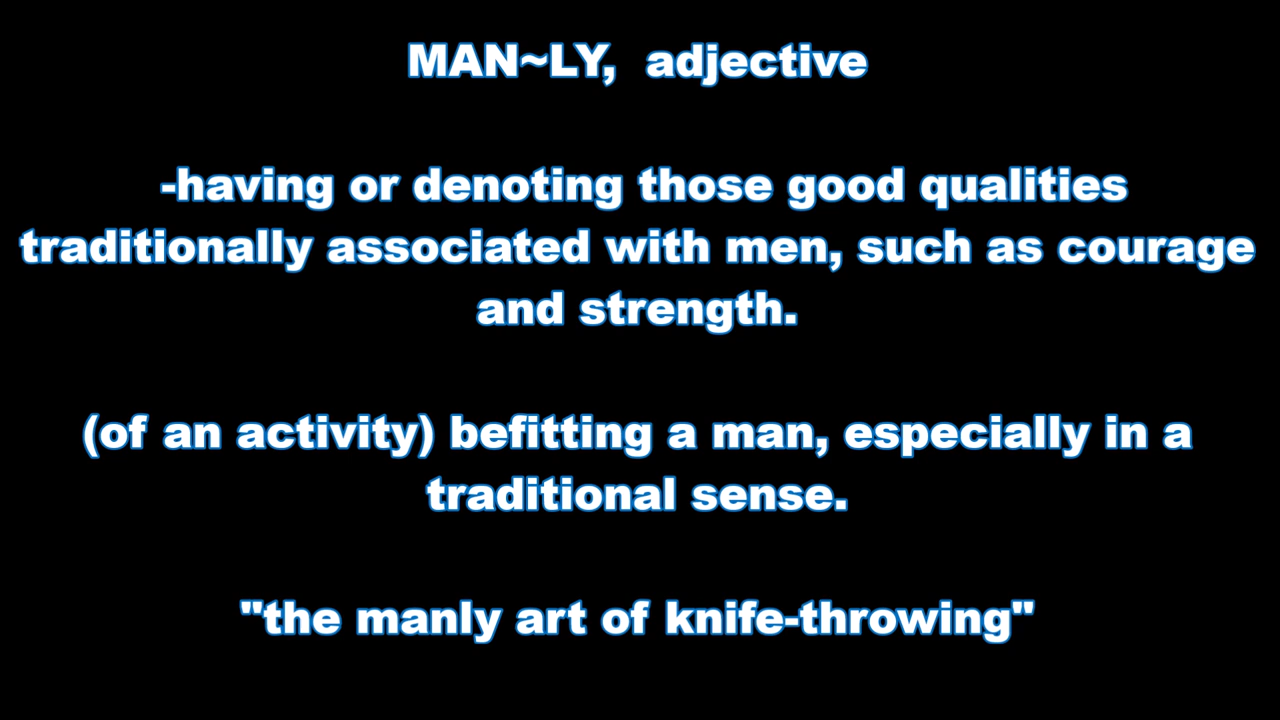 MAN~LY,  adjective
-having or denoting those good qualities
traditionally associated with men, such as courage
and strength.
(of an activity) befitting a man, especially in a
traditional sense.
"the manly art of knife-throwing"